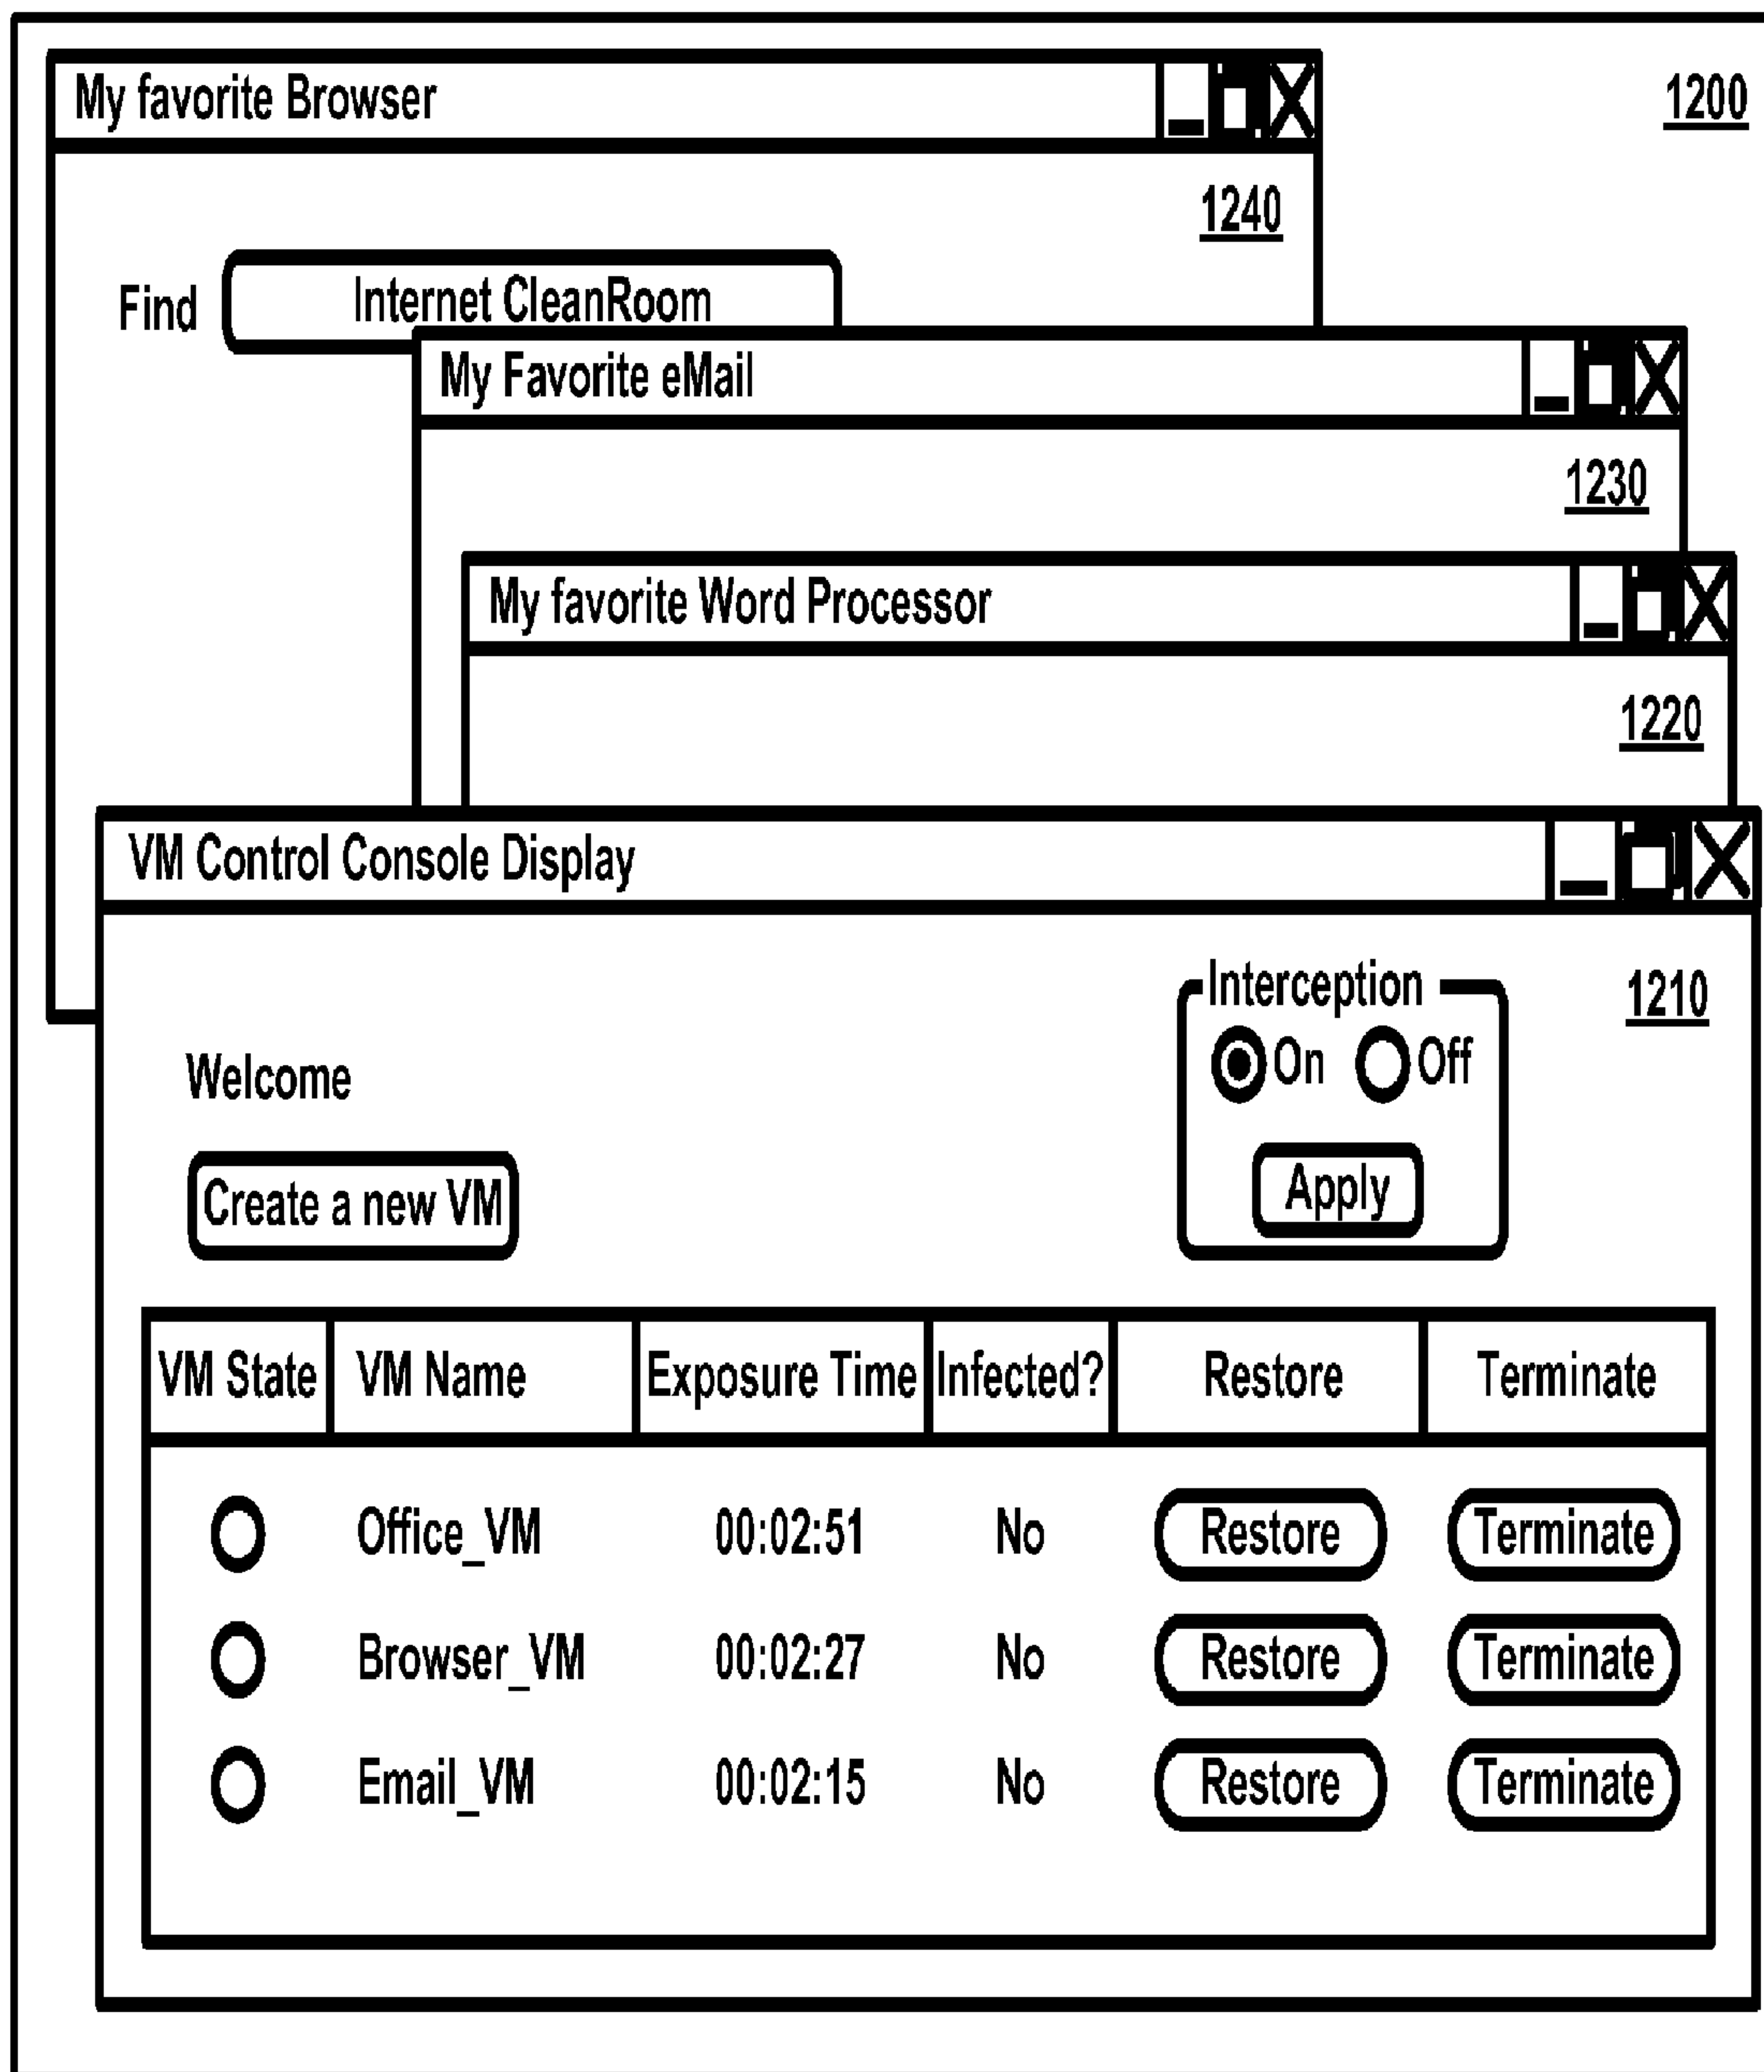 My favorite Browser
1200
1240
Find Internet CleanRoom
My Favorite eMail
1230
My favorite Word Processor
1220
VM Control Console Display
1210
Interception
On Off
Welcome
Apply
Create a new VM
VM State VM Name Exposure Time Infected? Restore Terminate
Office_VM 00:02:51 No Restore Terminate
Browser_VM 00:02:27 No Restore Terminate
Email_VM 00:02:15 No Restore Terminate